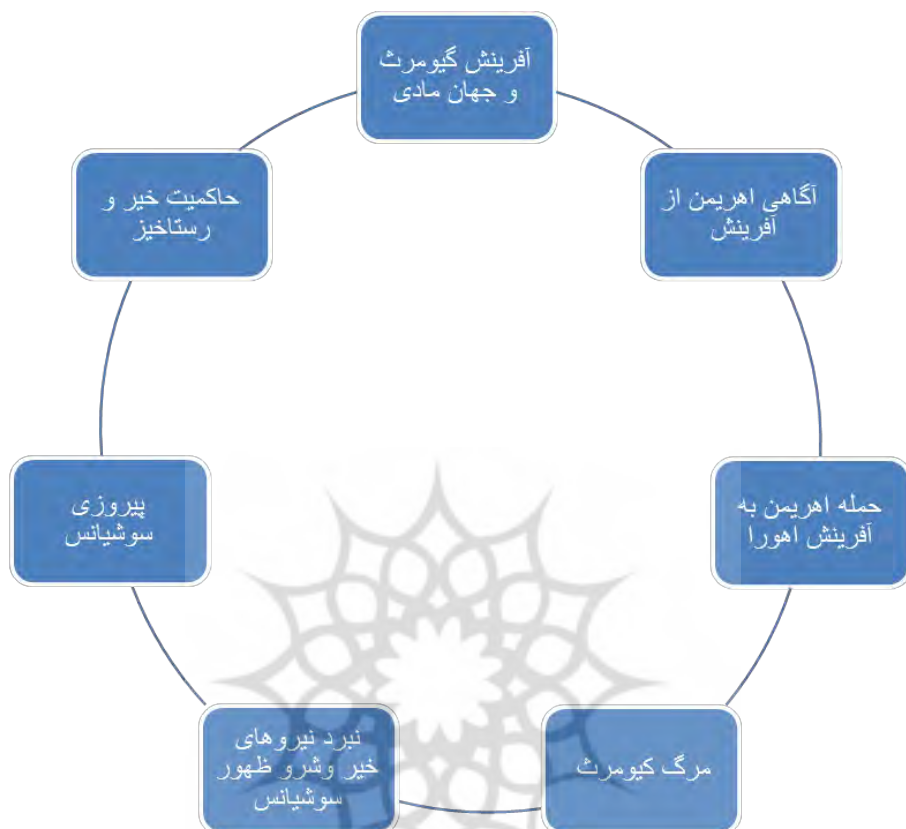 آفرینش گیومرث
و جهان مادی
آگاهی اهریمن از
آفرینش
حمله اهریمن به
آفرینش اهورا
مرگ کیومرث
نبرد نیروهای
خیر وشرو ظهور
سوشیانس
پیروزی
سوشیانس
حاکمیت خیر و
رستاخیز